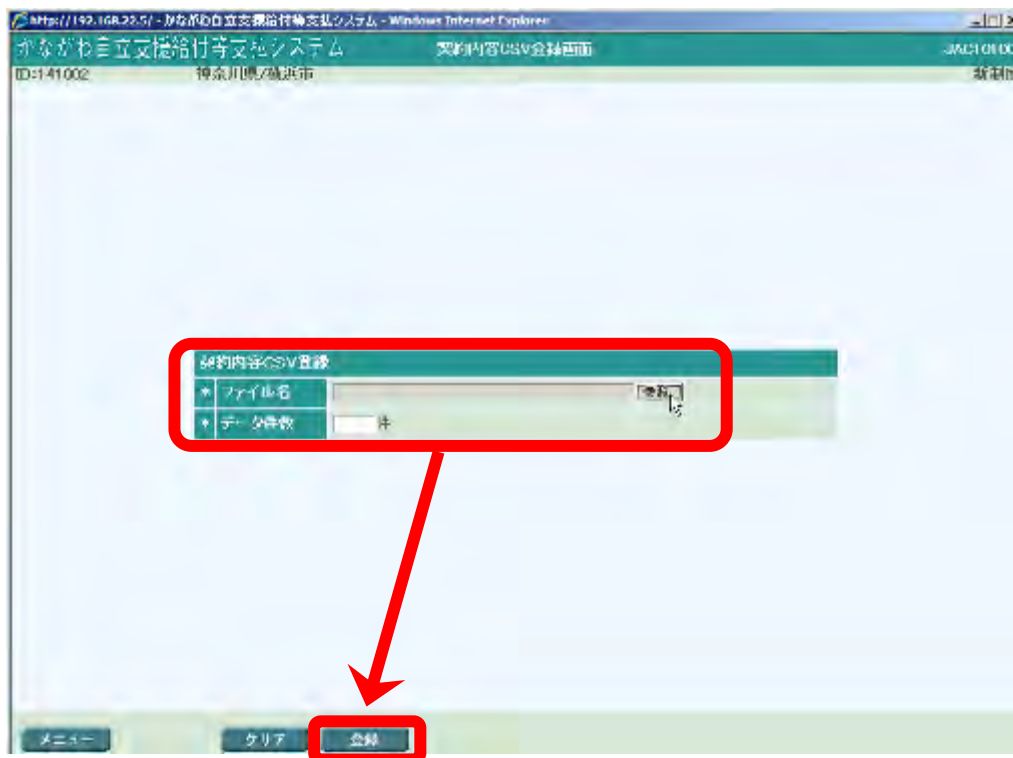 http://192.168.22.5/ - かながわ自立支援給付等支払システム - Windows Internet Explorer
かながわ自立支援給付等支払システム 契約内容CSV登録画面
ID:141002 神奈川県/横浜市
契約内容CSV登録
* ファイル名 参照...
* データ件数 件
メニュー クリア 登録